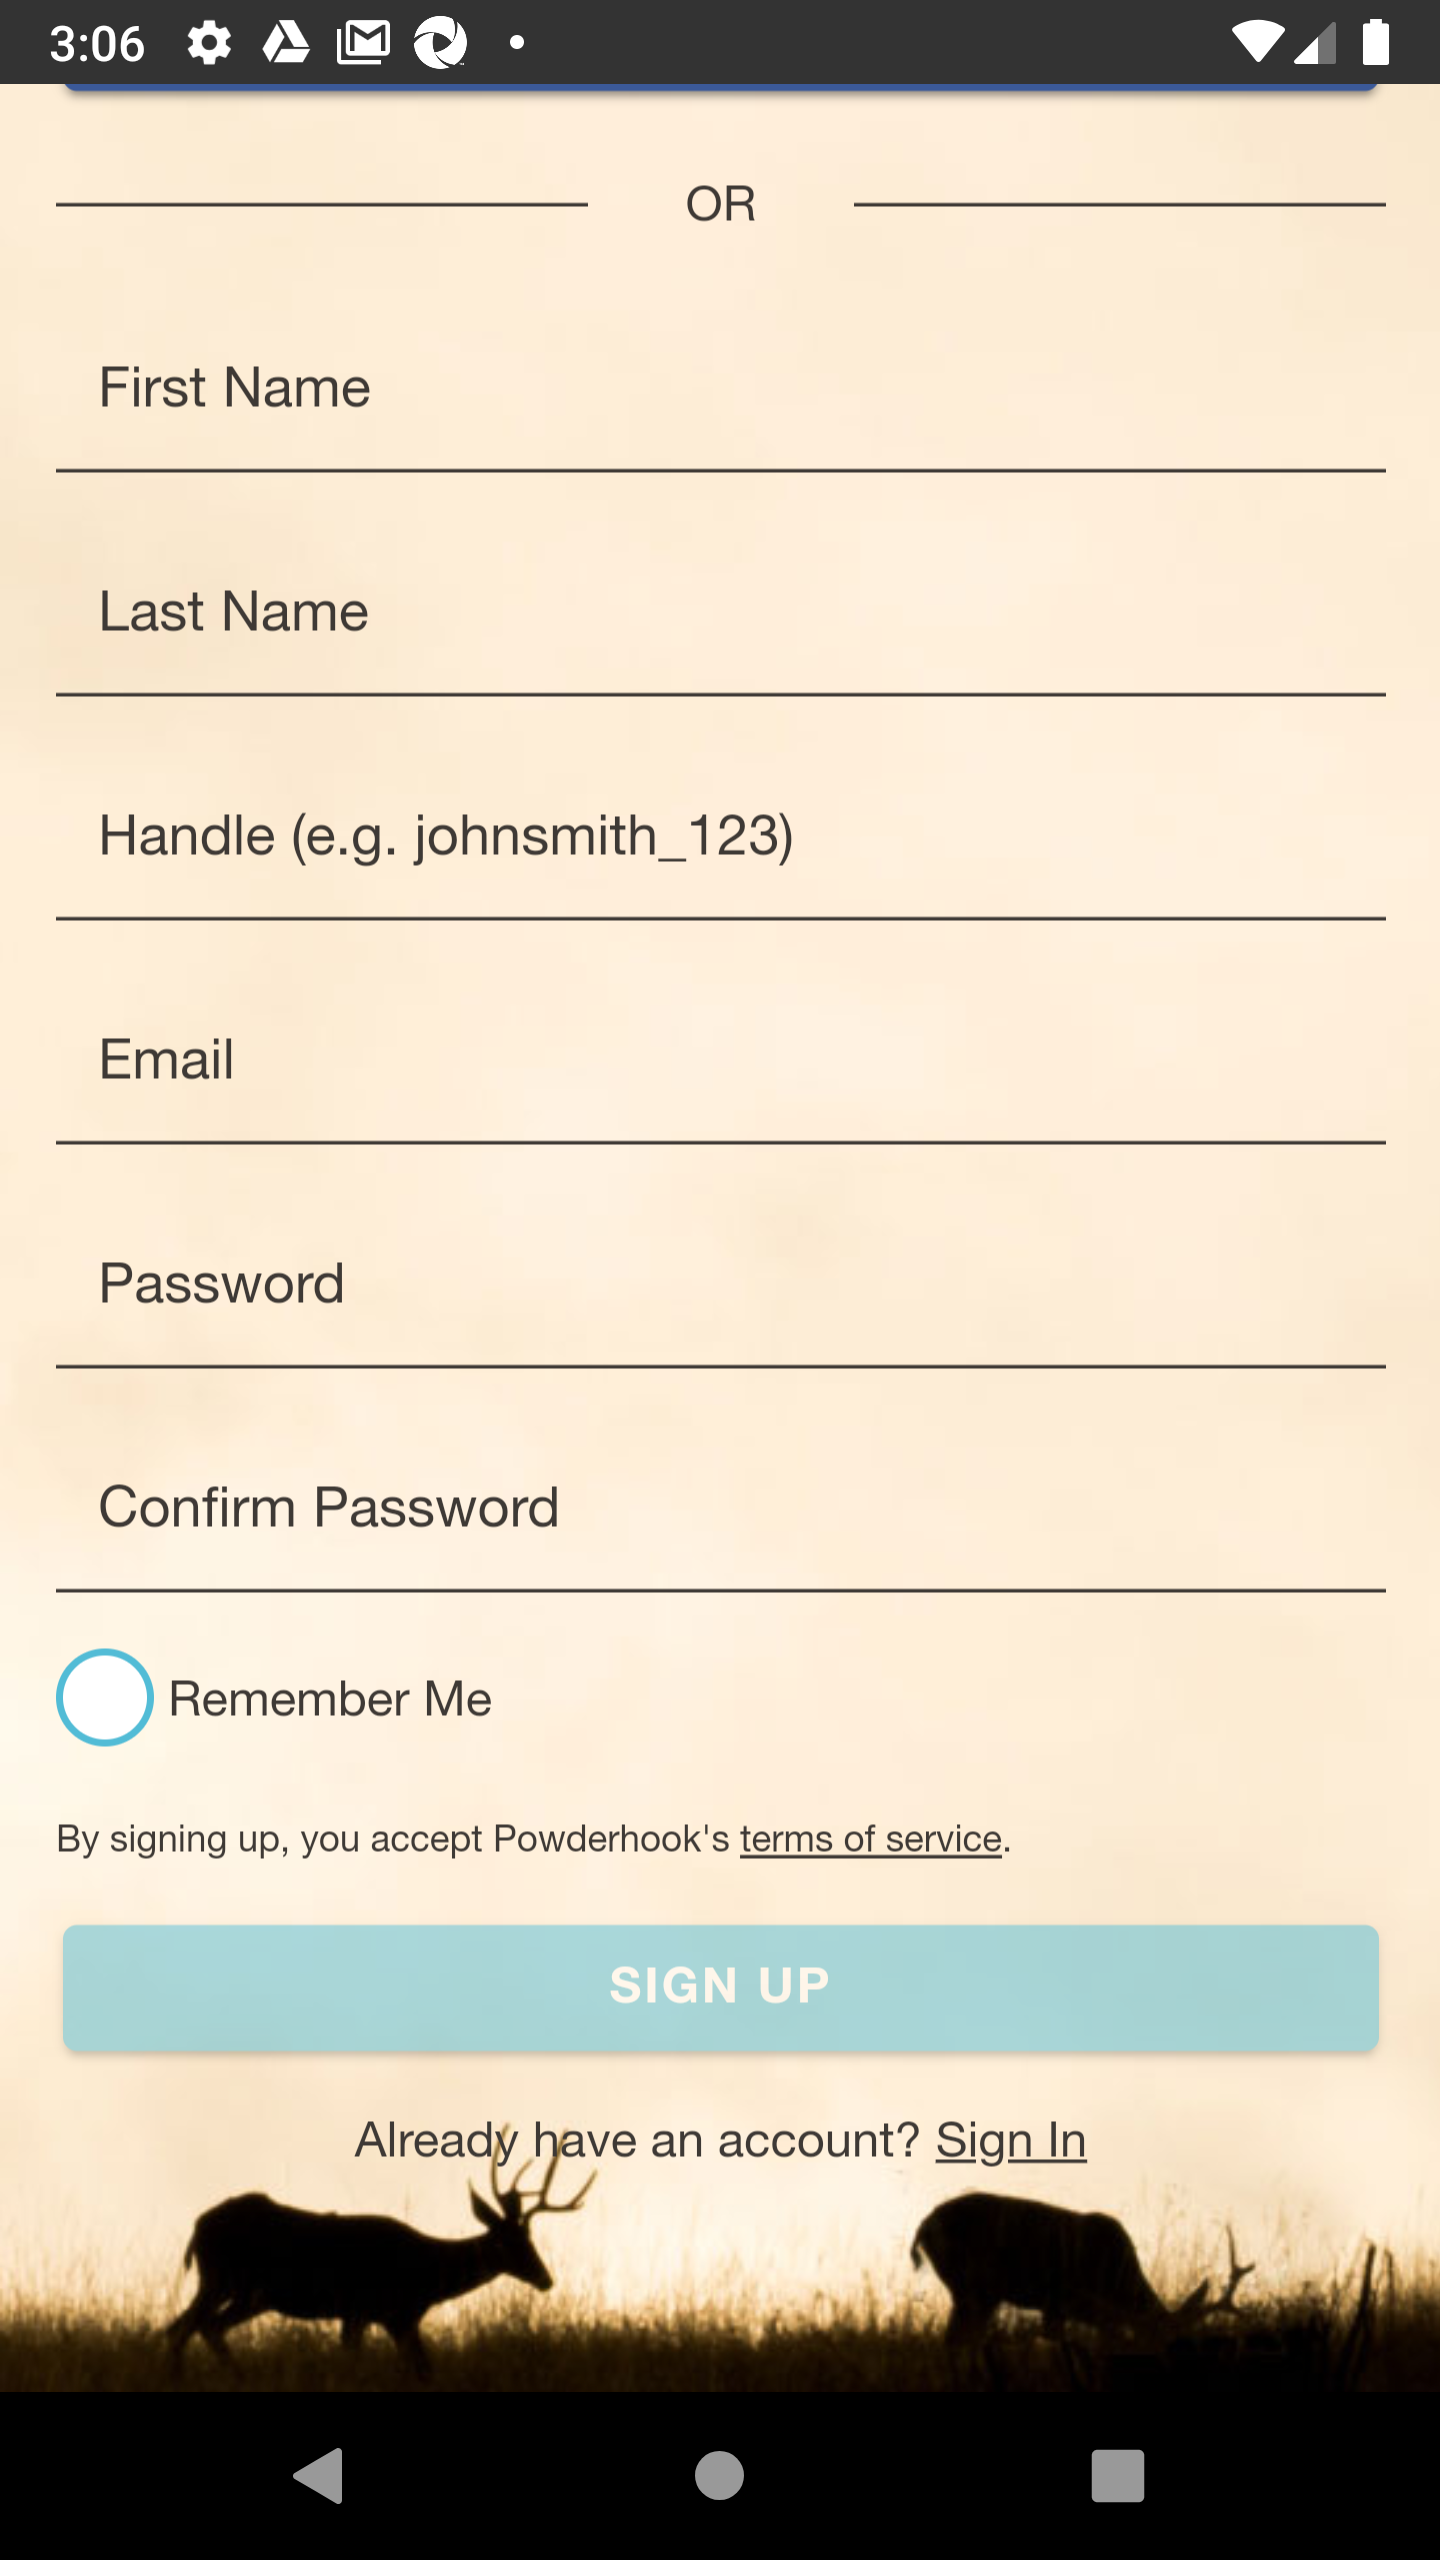 3:06
OR
First Name
Last Name
Handle (e.g. johnsmith_123)
Email
Password
Confirm Password
Remember Me
By signing up, you accept Powderhook's terms of service.
SIGN UP
Already have an account? Sign In